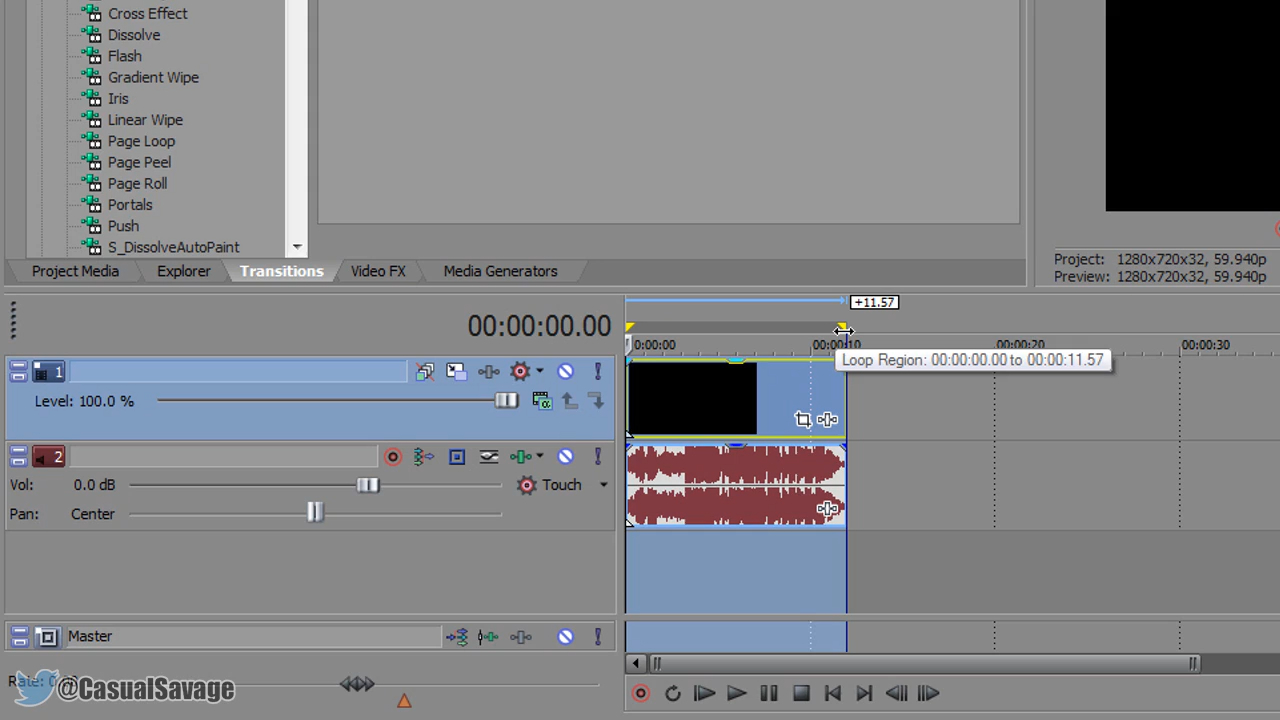 Cross Effect
Dissolve
Flash
Gradient Wipe
Iris
Linear Wipe
Page Loop
Page Peel
Page Roll
Portals
Push
S_DissolveAutoPaint
Project Media
Explorer
Transitions
Video FX
Media Generators
Project: 1280x720x32, 59.940p
Preview: 1280x720x32, 59.940p
+11.57
00:00:00.00
0:00:00
00:00:10
00:00:20
00:00:30
Loop Region: 00:00:00.00 to 00:00:11.57
1
Level: 100.0 %
2
Vol: 0.0 dB
Touch
Pan: Center
Master
Rate:
@CasualSavage